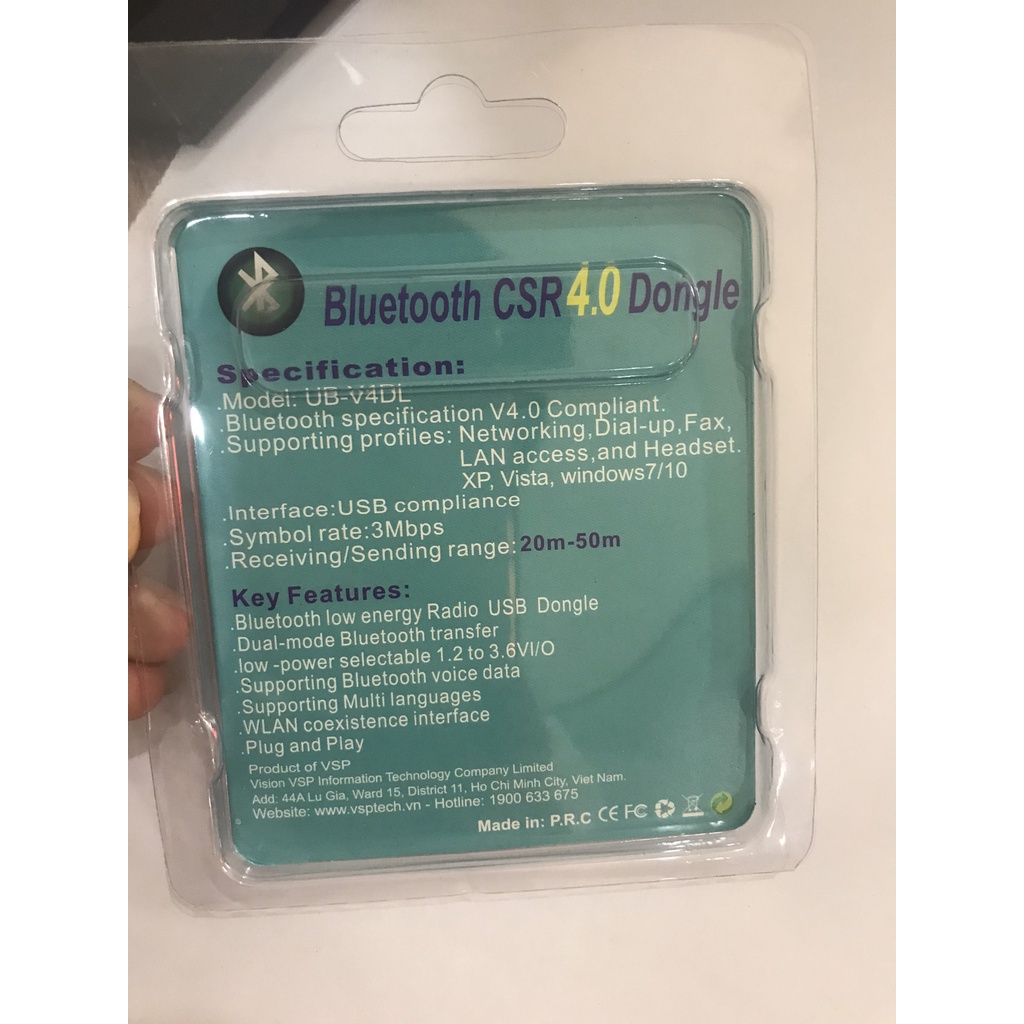 Bluetooth CSR 4.0 Dongle
Specification:
.Model: UB-V4DL
.Bluetooth specification V4.0 Compliant.
.Supporting profiles: Networking,Dial-up,Fax,
LAN access,and Headset.
XP, Vista, windows7/10
.Interface:USB compliance
.Symbol rate:3Mbps
.Receiving/Sending range:20m-50m
Key Features:
.Bluetooth low energy Radio USB Dongle
.Dual-mode Bluetooth transfer
.low -power selectable 1.2 to 3.6VI/O
.Supporting Bluetooth voice data
.Supporting Multi languages
.WLAN coexistence interface
.Plug and Play
Product of VSP
Vision VSP Information Technology Company Limited
Add: 44A Lu Gia, Ward 15, District 11, Ho Chi Minh City, Viet Nam.
Website: www.vsptech.vn - Hotline: 1900 633 675
Made in: P.R.C CE FC